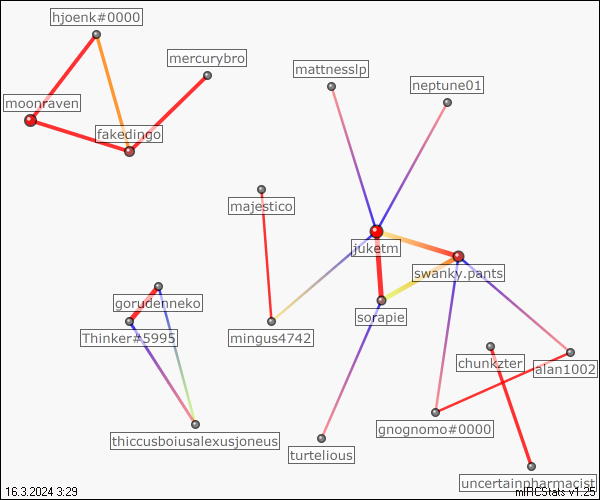 hjoenk#0000
mercurybro
mattnesslp
neptune01
moonraven
fakedingo
majestico
juketm
swanky.pants
gorudenneko
sorapie
Thinker#5995
mingus4742
chunkzter
alan1002
gnognomo#0000
thiccusboiusalexusjoneus
turtelious
uncertainpharmacist
16.3.2024 3:29
mIRCStats v1.25